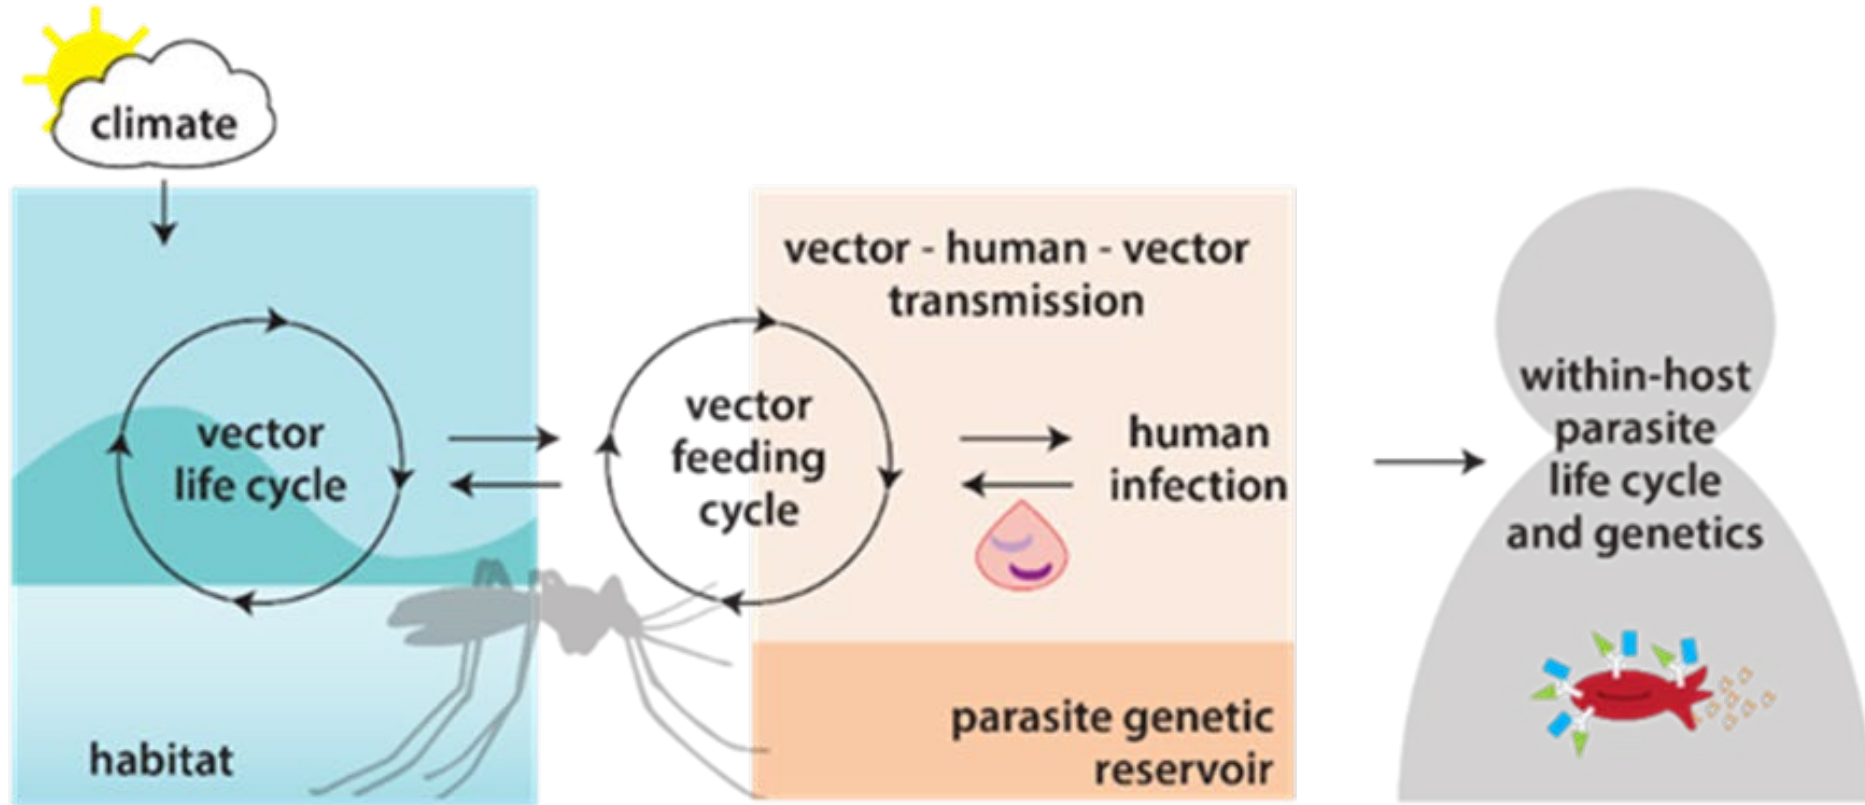 climate
vector
life cycle
habitat
vector
feeding
cycle
vector - human - vector
transmission
human
infection
parasite genetic
reservoir
within-host
parasite
life cycle
and genetics